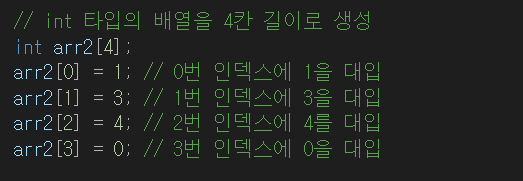 // int 타입의 배열을 4칸 길이로 생성
int arr2[4];
arr2[0] = 1; // 0번 인덱스에 1을 대입
arr2[1] = 3; // 1번 인덱스에 3을 대입
arr2[2] = 4; // 2번 인덱스에 4를 대입
arr2[3] = 0; // 3번 인덱스에 0을 대입